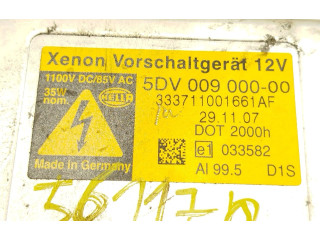 Xenon Vorschaltgerät 12V
1100V DC/85V AC
35W
nom.
HELLA
5DV 009 000-00
333711001661AF
29.11.07
DOT 2000h
e1 033582
AI 99.5 D1S
Made in Germany